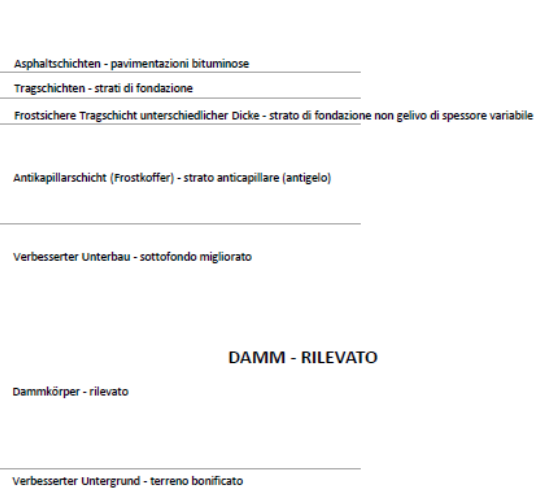 Asphaltschichten - pavimentazioni bituminose
Tragschichten - strati di fondazione
Frostsichere Tragschicht unterschiedlicher Dicke - strato di fondazione non gelivo di spessore variabile
Antikapillarschicht (Frostkoffer) - strato anticapillare (antigelo)
Verbesserter Unterbau - sottofondo migliorato
DAMM - RILEVATO
Dammkörper - rilevato
Verbesserter Untergrund - terreno bonificato